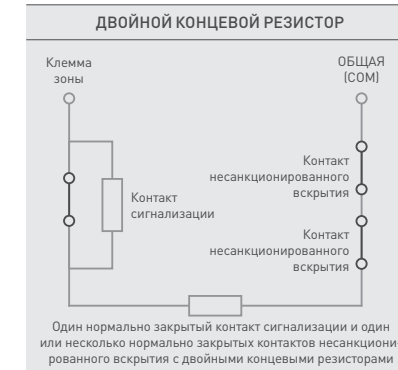 ДВОЙНОЙ КОНЦЕВОЙ РЕЗИСТОР
Клемма
зоны
ОБЩАЯ
(COM)
Контакт
несанкционированного
вскрытия
Контакт
сигнализации
Контакт
несанкционированного
вскрытия
Один нормально закрытый контакт сигнализации и один
или несколько нормально закрытых контактов несанкциони-
рованного вскрытия с двойными концевыми резисторами